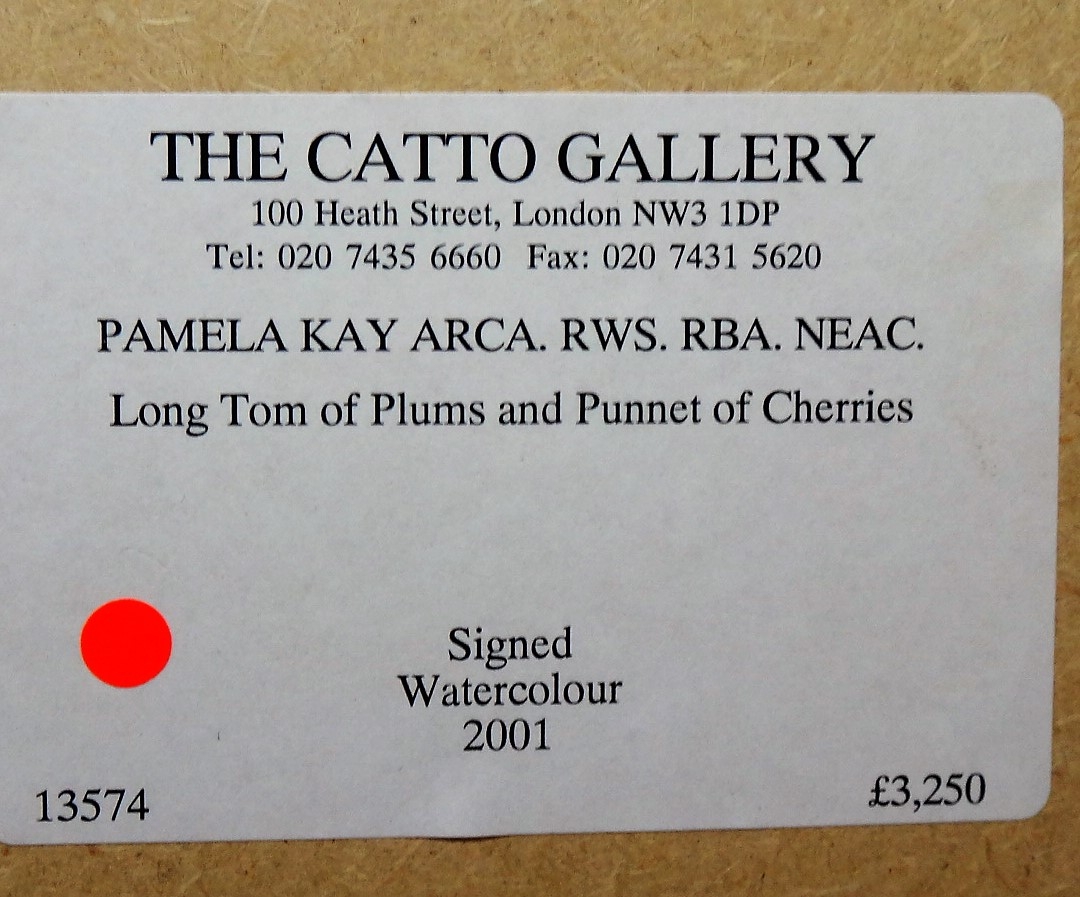 THE CATTO GALLERY
100 Heath Street, London NW3 1DP
Tel: 020 7435 6660 Fax: 020 7431 5620
PAMELA KAY ARCA. RWS. RBA. NEAC.
Long Tom of Plums and Punnet of Cherries
Signed
Watercolour
2001
13574
£3,250